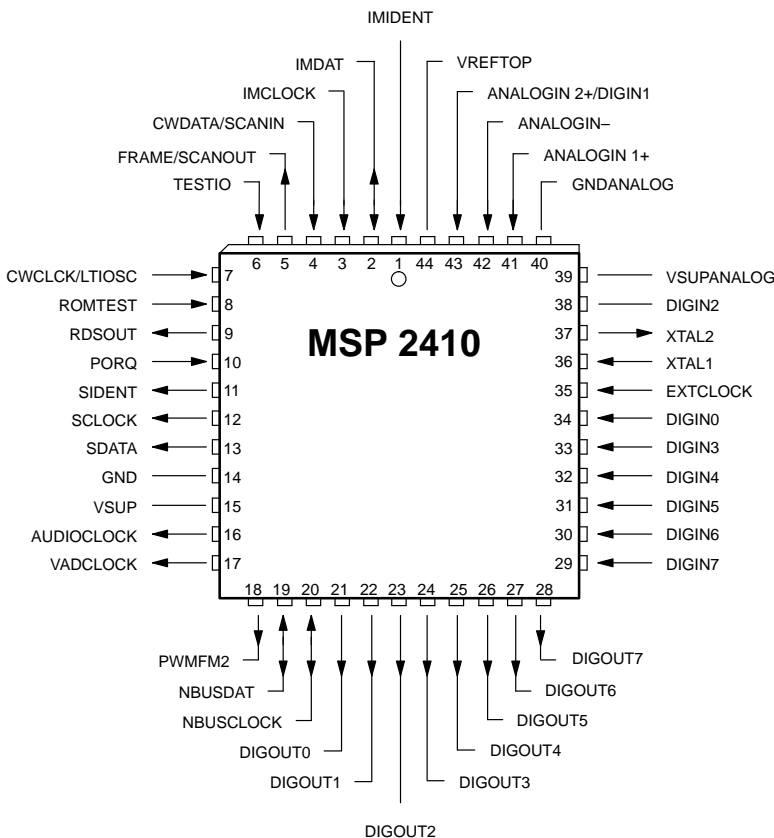 IMIDENT
IMDAT
VREFTOP
IMCLOCK
ANALOGIN 2+/DIGIN1
CWDATA/SCANIN
ANALOGIN–
FRAME/SCANOUT
ANALOGIN 1+
TESTIO
GNDANALOG
6 5 4 3 2 1 44 43 42 41 40
CWCLCK/LTIOSC 7 39 VSUPANALOG
ROMTEST 8 38 DIGIN2
RDSOUT 9 37 XTAL2
MSP 2410
PORQ 10 36 XTAL1
SIDENT 11 35 EXTCLOCK
SCLOCK 12 34 DIGIN0
SDATA 13 33 DIGIN3
GND 14 32 DIGIN4
VSUP 15 31 DIGIN5
AUDIOCLOCK 16 30 DIGIN6
VADCLOCK 17 29 DIGIN7
18 19 20 21 22 23 24 25 26 27 28
PWMFM2
DIGOUT7
NBUSDAT
DIGOUT6
NBUSCLOCK
DIGOUT5
DIGOUT0
DIGOUT4
DIGOUT1
DIGOUT3
DIGOUT2